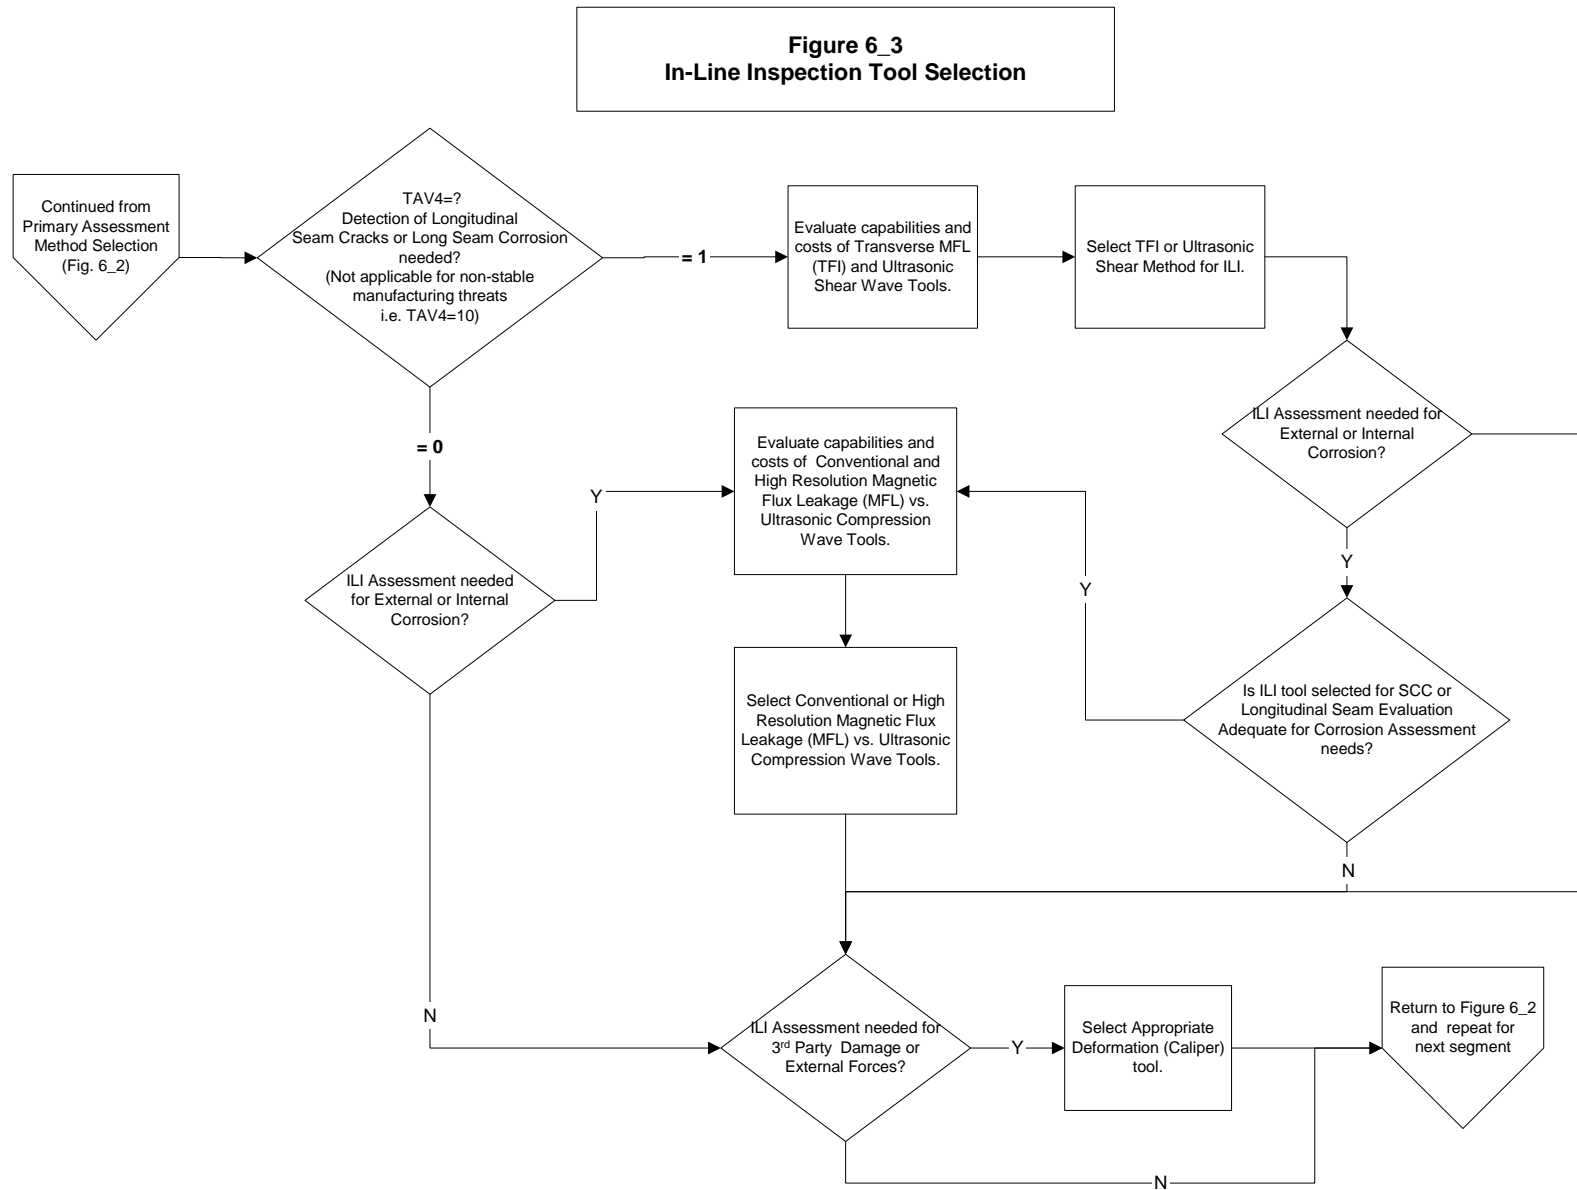 Figure 6_3
In-Line Inspection Tool Selection
Continued from
Primary Assessment
Method Selection
(Fig. 6_2)
TAV4=?
Detection of Longitudinal
Seam Cracks or Long Seam Corrosion
needed?
(Not applicable for non-stable
manufacturing threats
i.e. TAV4=10)
= 1
Evaluate capabilities and
costs of Transverse MFL
(TFI) and Ultrasonic
Shear Wave Tools.
Select TFI or Ultrasonic
Shear Method for ILI.
ILI Assessment needed for
External or Internal
Corrosion?
= 0
Y
Evaluate capabilities and
costs of Conventional and
High Resolution Magnetic
Flux Leakage (MFL) vs.
Ultrasonic Compression
Wave Tools.
Y
Y
ILI Assessment needed
for External or Internal
Corrosion?
Select Conventional or High
Resolution Magnetic Flux
Leakage (MFL) vs. Ultrasonic
Compression Wave Tools.
Is ILI tool selected for SCC or
Longitudinal Seam Evaluation
Adequate for Corrosion Assessment
needs?
N
N
ILI Assessment needed for
3rd Party Damage or
External Forces?
Y
Select Appropriate
Deformation (Caliper)
tool.
Return to Figure 6_2
and repeat for
next segment
N